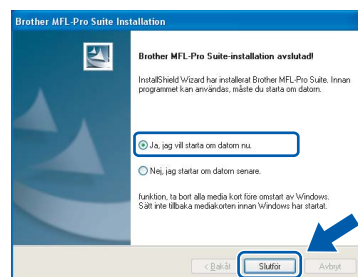 Brother MFL-Pro Suite Installation
Brother MFL-Pro Suite-installation avslutad!
InstallShield Wizard har installerat Brother MFL-Pro Suite. Innan
programmet kan användas, måste du starta om datorn.
Ja, jag vill starta om datorn nu.
Nej, jag startar om datorn senare.
funktion, ta bort alla media kort före omstart av Windows.
Sätt inte tillbaka mediakorten innan Windows har startat.
< Bakåt
Slutför
Avbryt